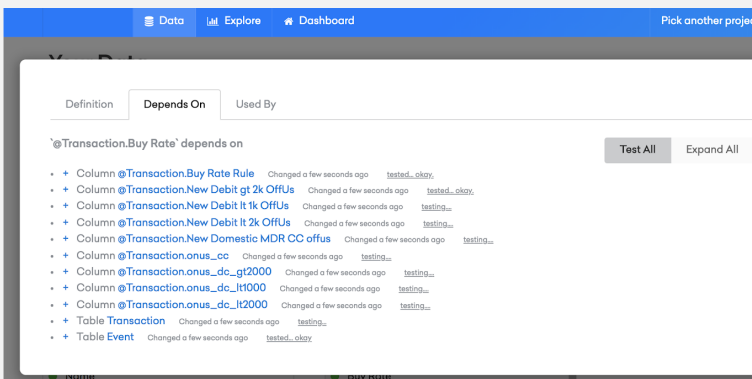 Data Explore Dashboard Pick another projec
Definition Depends On Used By
`@Transaction.Buy Rate` depends on
Test All Expand All
+ Column @Transaction.Buy Rate Rule Changed a few seconds ago tested... okay.
+ Column @Transaction.New Debit gt 2k OffUs Changed a few seconds ago tested... okay.
+ Column @Transaction.New Debit lt 1k OffUs Changed a few seconds ago testing...
+ Column @Transaction.New Debit lt 2k OffUs Changed a few seconds ago testing...
+ Column @Transaction.New Domestic MDR CC offus Changed a few seconds ago testing...
+ Column @Transaction.onus_cc Changed a few seconds ago testing...
+ Column @Transaction.onus_dc_gt2000 Changed a few seconds ago testing...
+ Column @Transaction.onus_dc_lt1000 Changed a few seconds ago testing...
+ Column @Transaction.onus_dc_lt2000 Changed a few seconds ago testing...
+ Table Transaction Changed a few seconds ago testing...
+ Table Event Changed a few seconds ago tested... okay
Name Buy Rate